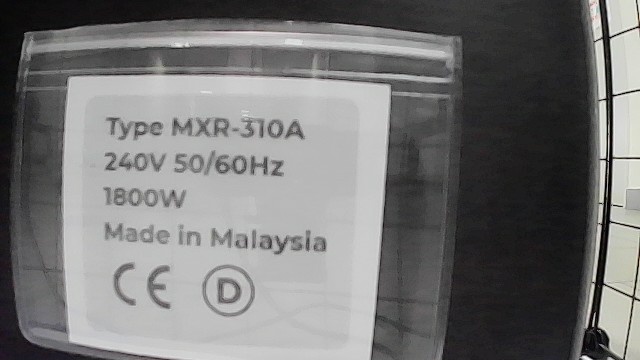 Type MXR-310A
240V 50/60Hz
1800W
Made in Malaysia
CE D